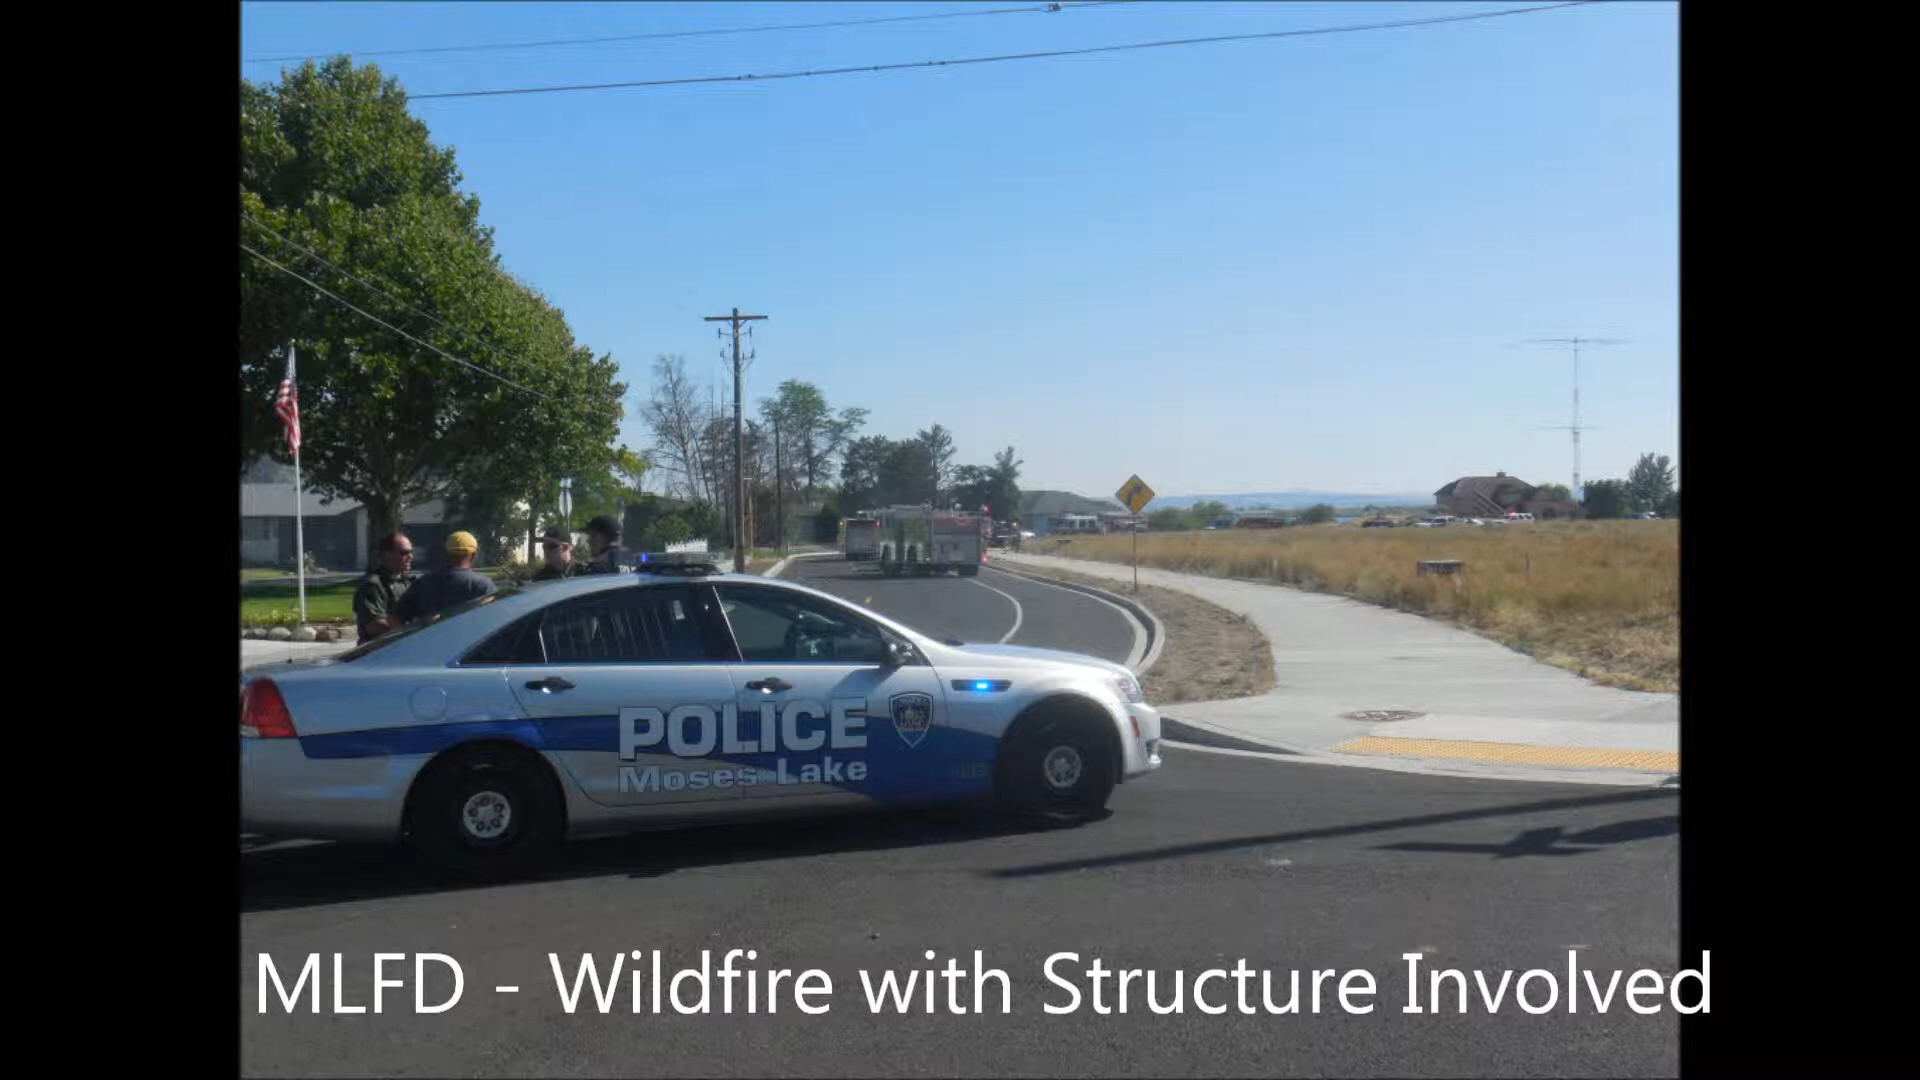 POLICE
Moses Lake
MLFD - Wildfire with Structure Involved